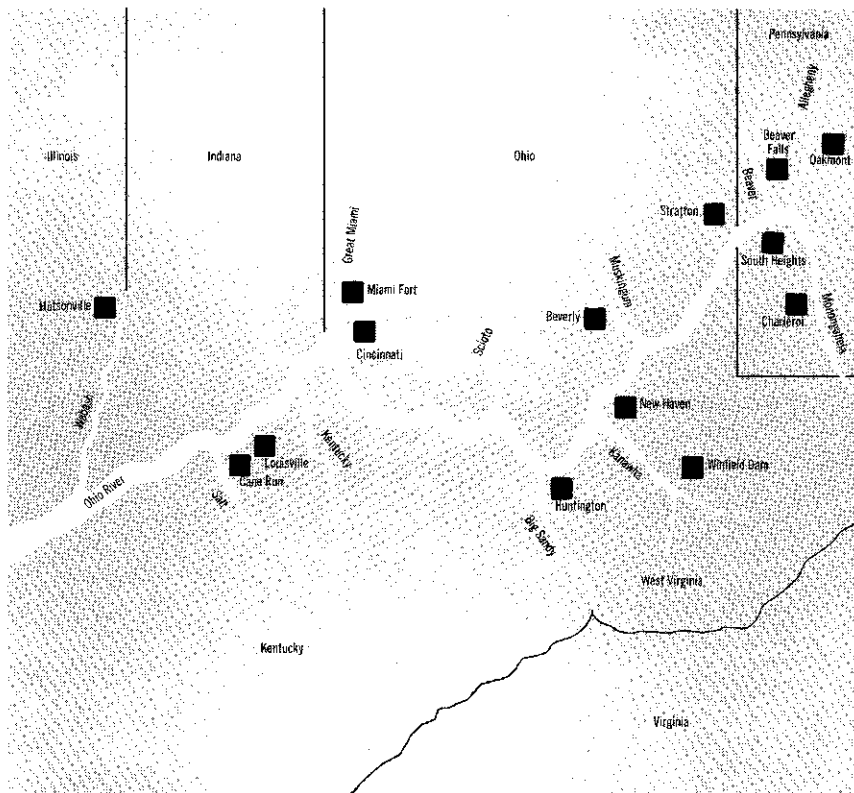 Pennsylvania
Allegheny
Illinois
Indiana
Ohio
Beaver
Falls
Oakmont
Beaver
Stratton
Great Miami
South Heights
Muskingum
Hutsonville
Miami Fort
Beverly
Charleroi
Monongahela
Cincinnati
Scioto
Wabash
New Haven
Kentucky
Louisville
Kanawha
Winfield Dam
Cane Run
Ohio River
Salt
Huntington
Big Sandy
West Virginia
Kentucky
Virginia